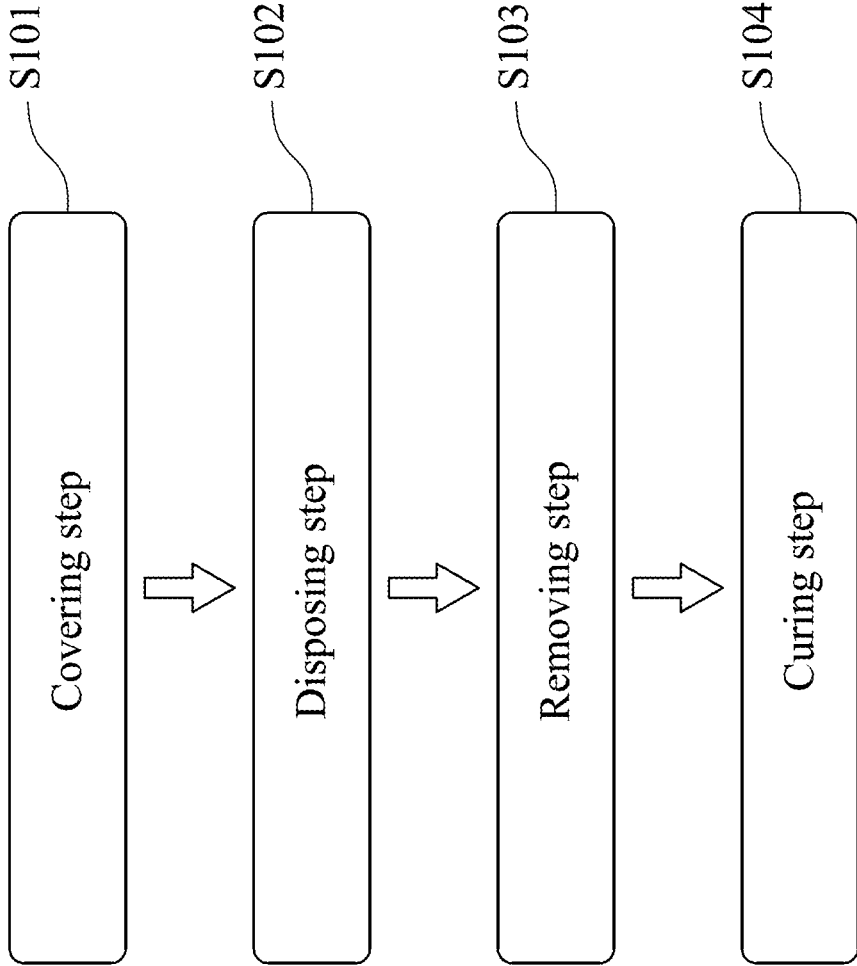 Covering step
S101
Disposing step
S102
Removing step
S103
Curing step
S104